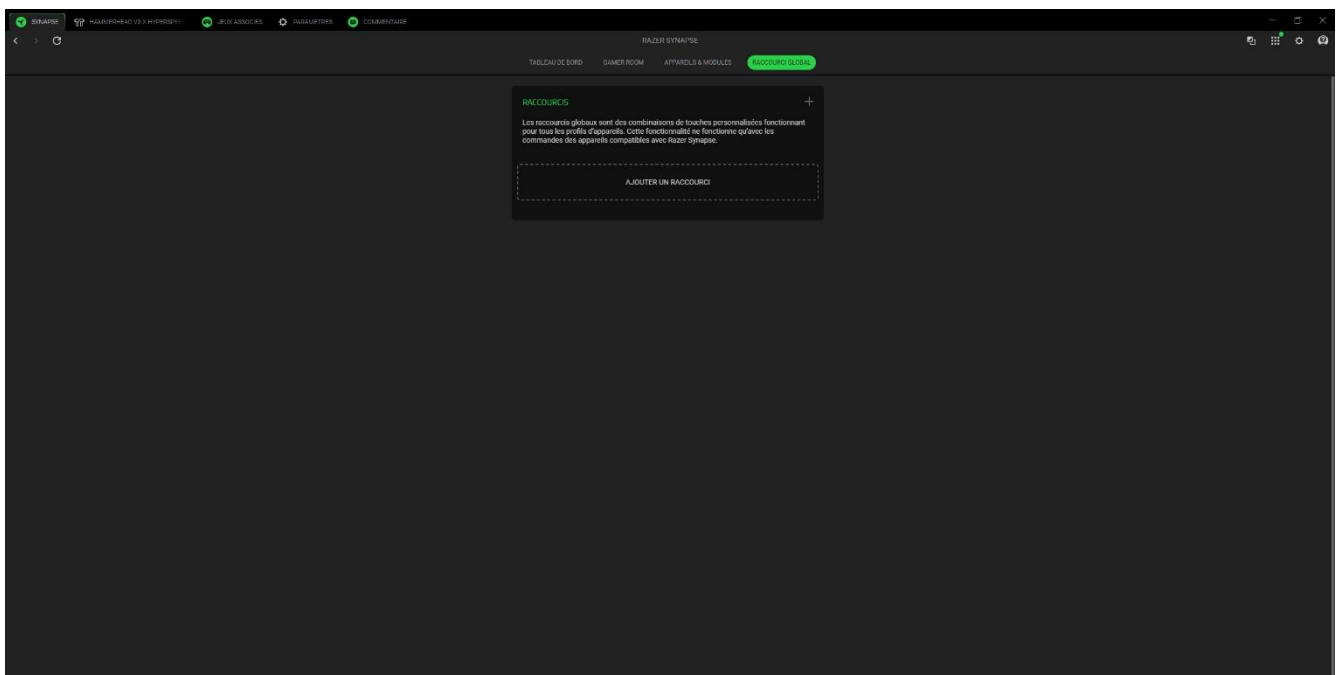 SYNAPSE
HAMMERHEAD V3 X HYPERSPE
JEUX ASSOCIÉS
PARAMÈTRES
COMMENTAIRE
RAZER SYNAPSE
TABLEAU DE BORD
GAMER ROOM
APPAREILS & MODULES
RACCOURCI GLOBAL
RACCOURCIS
Les raccourcis globaux sont des combinaisons de touches personnalisées fonctionnant
pour tous les profils d'appareils. Cette fonctionnalité ne fonctionne qu'avec les
commandes des appareils compatibles avec Razer Synapse.
AJOUTER UN RACCOURCI